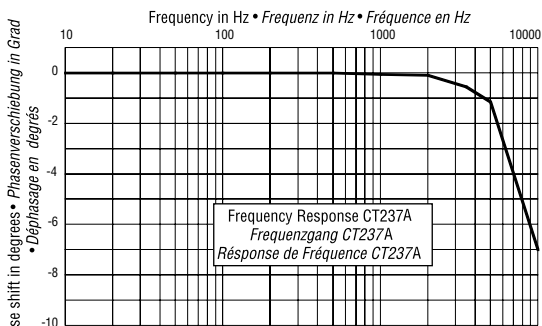 Frequency in Hz • Frequenz in Hz • Fréquence en Hz
10 100 1000 10000
0
-2
-4
-6
-8
-10
shift in degrees • Phasenverschiebung in Grad
• Déphasage en degrés
Frequency Response CT237A
Frequenzgang CT237A
Résponse de Fréquence CT237A